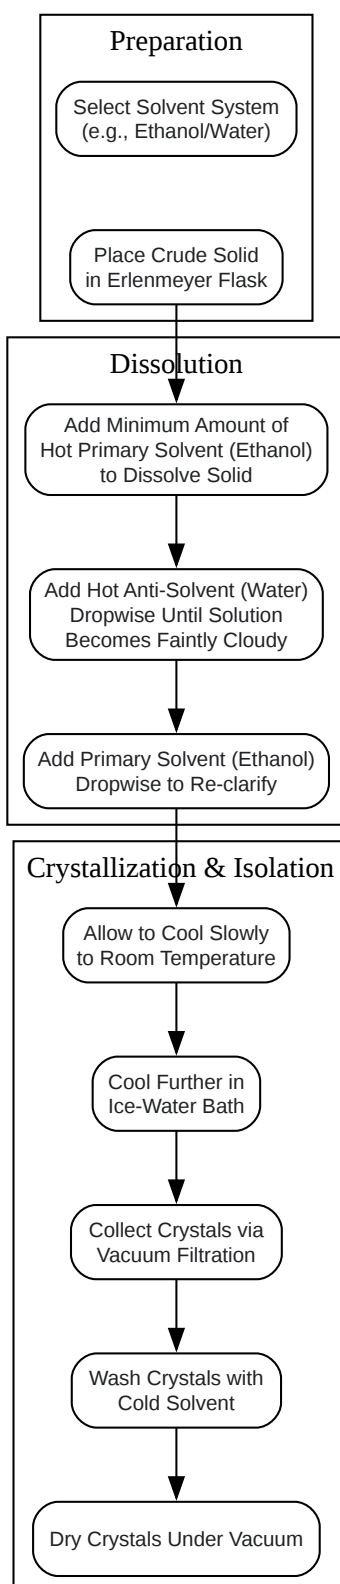 Preparation
Select Solvent System
(e.g., Ethanol/Water)
Place Crude Solid
in Erlenmeyer Flask
Dissolution
Add Minimum Amount of
Hot Primary Solvent (Ethanol)
to Dissolve Solid
Add Hot Anti-Solvent (Water)
Dropwise Until Solution
Becomes Faintly Cloudy
Add Primary Solvent (Ethanol)
Dropwise to Re-clarify
Crystallization & Isolation
Allow to Cool Slowly
to Room Temperature
Cool Further in
Ice-Water Bath
Collect Crystals via
Vacuum Filtration
Wash Crystals with
Cold Solvent
Dry Crystals Under Vacuum